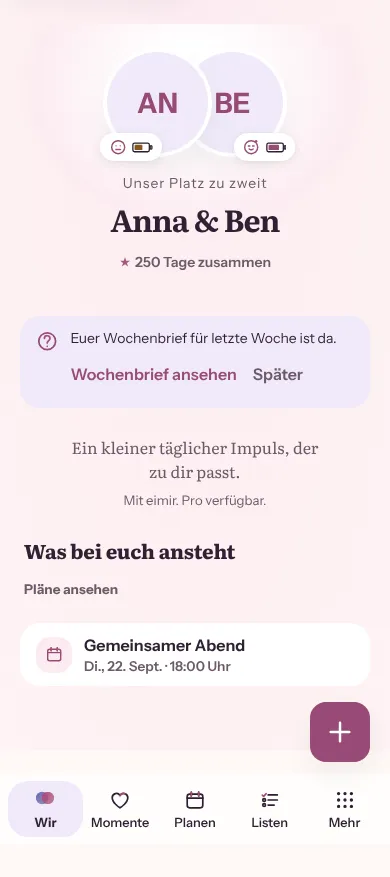 AN BE
Unser Platz zu zweit
Anna & Ben
★ 250 Tage zusammen
Euer Wochenbrief für letzte Woche ist da.
Wochenbrief ansehen Später
Ein kleiner täglicher Impuls, der
zu dir passt.
Mit eimir. Pro verfügbar.
Was bei euch ansteht
Pläne ansehen
Gemeinsamer Abend
Di., 22. Sept. · 18:00 Uhr
Wir Momente Planen Listen Mehr